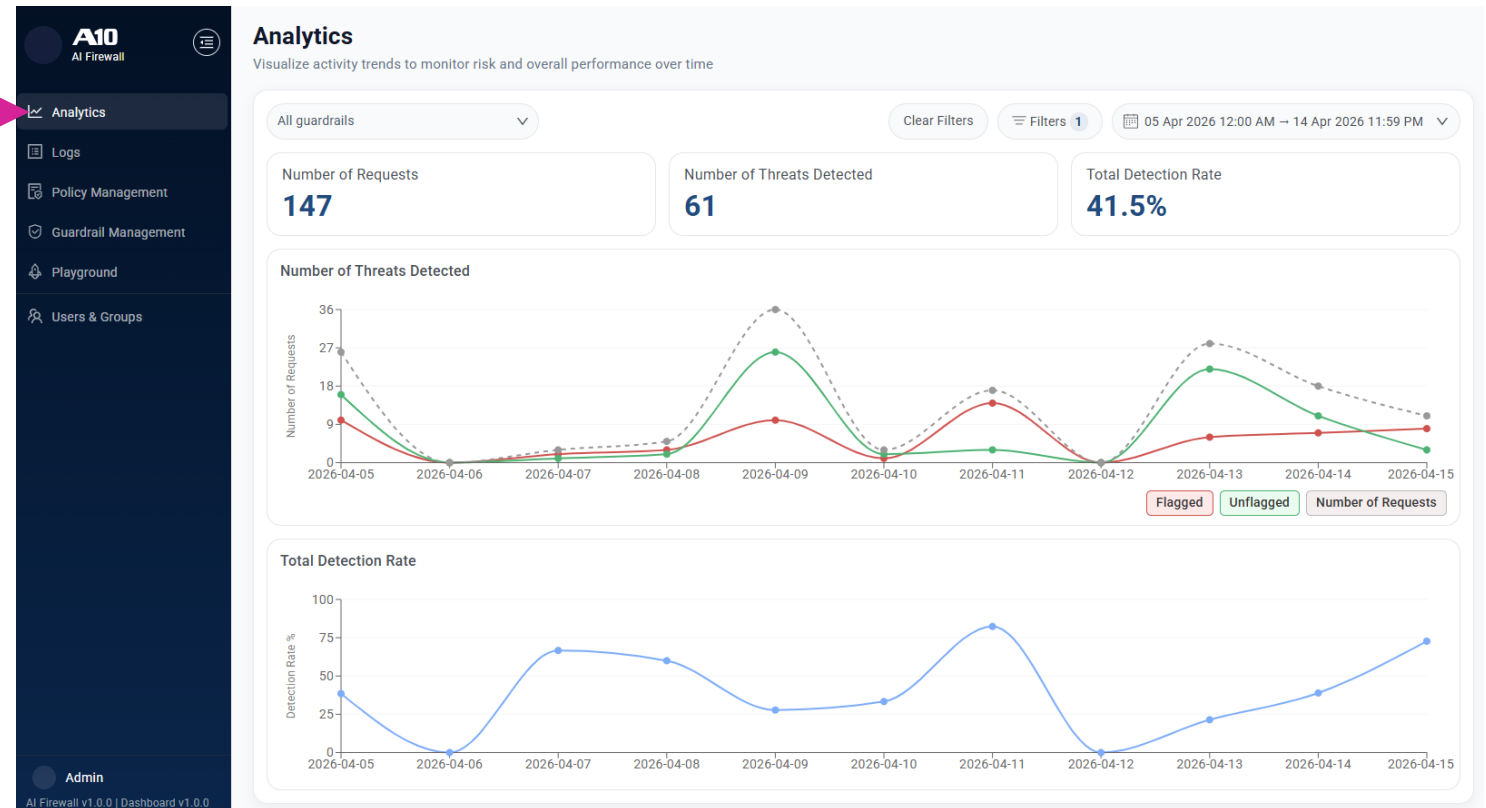 A10
AI Firewall
Analytics
Logs
Policy Management
Guardrail Management
Playground
Users & Groups
Admin
AI Firewall v1.0.0 | Dashboard v1.0.0
Analytics
Visualize activity trends to monitor risk and overall performance over time
All guardrails
Clear Filters
Filters 1
05 Apr 2026 12:00 AM → 14 Apr 2026 11:59 PM
Number of Requests
147
Number of Threats Detected
61
Total Detection Rate
41.5%
Number of Threats Detected
Number of Requests
36
27
18
9
0
2026-04-05 2026-04-06 2026-04-07 2026-04-08 2026-04-09 2026-04-10 2026-04-11 2026-04-12 2026-04-13 2026-04-14 2026-04-15
Flagged Unflagged Number of Requests
Total Detection Rate
Detection Rate %
100
75
50
25
0
2026-04-05 2026-04-06 2026-04-07 2026-04-08 2026-04-09 2026-04-10 2026-04-11 2026-04-12 2026-04-13 2026-04-14 2026-04-15